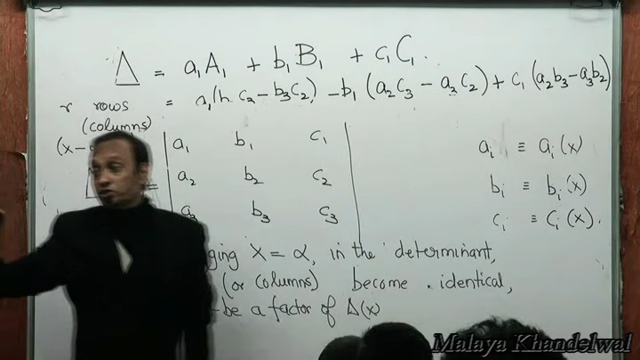 Δ = a₁A₁ + b₁B₁ + c₁C₁.
r rows = a₁(b₂c₃ - b₃c₂) - b₁(a₂c₃ - a₃c₂) + c₁(a₂b₃ - a₃b₂)
(columns)
(x -
a₁ b₁ c₁ aᵢ ≡ aᵢ(x)
= a₂ b₂ c₂ bᵢ ≡ bᵢ(x)
a₃ b₃ c₃ cᵢ ≡ cᵢ(x).
ging x = α, in the determinant,
(or columns) become identical,
be a factor of Δ(x)
Malaya Khandelwal